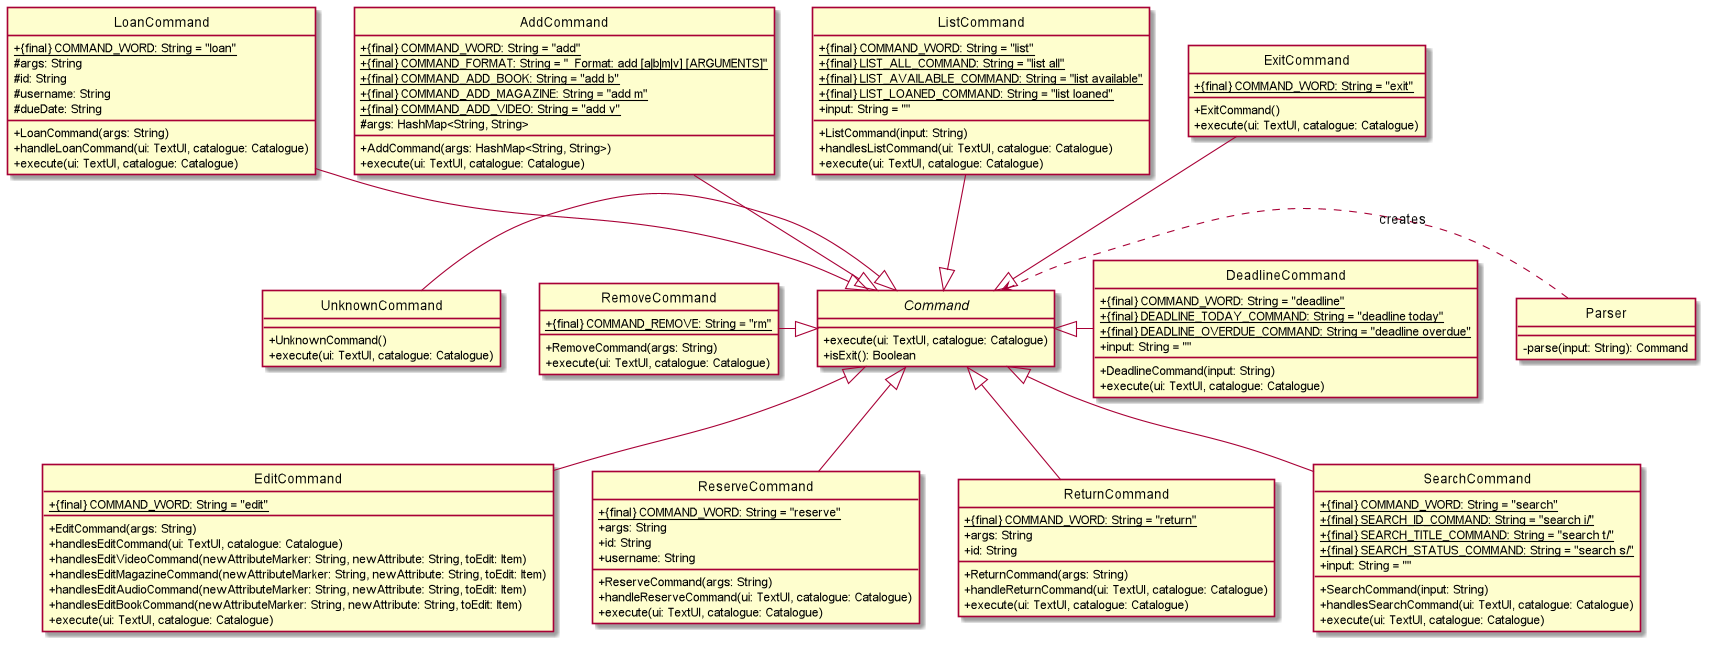 LoanCommand
+{final} COMMAND_WORD: String = "loan"
#args: String
#id: String
#username: String
#dueDate: String
+LoanCommand(args: String)
+handleLoanCommand(ui: TextUI, catalogue: Catalogue)
+execute(ui: TextUI, catalogue: Catalogue)
AddCommand
+{final} COMMAND_WORD: String = "add"
+{final} COMMAND_FORMAT: String = "  Format: add [a|b|m|v] [ARGUMENTS]"
+{final} COMMAND_ADD_BOOK: String = "add b"
+{final} COMMAND_ADD_MAGAZINE: String = "add m"
+{final} COMMAND_ADD_VIDEO: String = "add v"
#args: HashMap<String, String>
+AddCommand(args: HashMap<String, String>)
+execute(ui: TextUI, catalogue: Catalogue)
ListCommand
+{final} COMMAND_WORD: String = "list"
+{final} LIST_ALL_COMMAND: String = "list all"
+{final} LIST_AVAILABLE_COMMAND: String = "list available"
+{final} LIST_LOANED_COMMAND: String = "list loaned"
+input: String = ""
+ListCommand(input: String)
+handlesListCommand(ui: TextUI, catalogue: Catalogue)
+execute(ui: TextUI, catalogue: Catalogue)
ExitCommand
+{final} COMMAND_WORD: String = "exit"
+ExitCommand()
+execute(ui: TextUI, catalogue: Catalogue)
creates
UnknownCommand
+UnknownCommand()
+execute(ui: TextUI, catalogue: Catalogue)
RemoveCommand
+{final} COMMAND_REMOVE: String = "rm"
+RemoveCommand(args: String)
+execute(ui: TextUI, catalogue: Catalogue)
Command
+execute(ui: TextUI, catalogue: Catalogue)
+isExit(): Boolean
DeadlineCommand
+{final} COMMAND_WORD: String = "deadline"
+{final} DEADLINE_TODAY_COMMAND: String = "deadline today"
+{final} DEADLINE_OVERDUE_COMMAND: String = "deadline overdue"
+input: String = ""
+DeadlineCommand(input: String)
+execute(ui: TextUI, catalogue: Catalogue)
Parser
-parse(input: String): Command
EditCommand
+{final} COMMAND_WORD: String = "edit"
+EditCommand(args: String)
+handlesEditCommand(ui: TextUI, catalogue: Catalogue)
+handlesEditVideoCommand(newAttributeMarker: String, newAttribute: String, toEdit: Item)
+handlesEditMagazineCommand(newAttributeMarker: String, newAttribute: String, toEdit: Item)
+handlesEditAudioCommand(newAttributeMarker: String, newAttribute: String, toEdit: Item)
+handlesEditBookCommand(newAttributeMarker: String, newAttribute: String, toEdit: Item)
+execute(ui: TextUI, catalogue: Catalogue)
ReserveCommand
+{final} COMMAND_WORD: String = "reserve"
+args: String
+id: String
+username: String
+ReserveCommand(args: String)
+handleReserveCommand(ui: TextUI, catalogue: Catalogue)
+execute(ui: TextUI, catalogue: Catalogue)
ReturnCommand
+{final} COMMAND_WORD: String = "return"
+args: String
+id: String
+ReturnCommand(args: String)
+handleReturnCommand(ui: TextUI, catalogue: Catalogue)
+execute(ui: TextUI, catalogue: Catalogue)
SearchCommand
+{final} COMMAND_WORD: String = "search"
+{final} SEARCH_ID_COMMAND: String = "search i/"
+{final} SEARCH_TITLE_COMMAND: String = "search t/"
+{final} SEARCH_STATUS_COMMAND: String = "search s/"
+input: String = ""
+SearchCommand(input: String)
+handlesSearchCommand(ui: TextUI, catalogue: Catalogue)
+execute(ui: TextUI, catalogue: Catalogue)